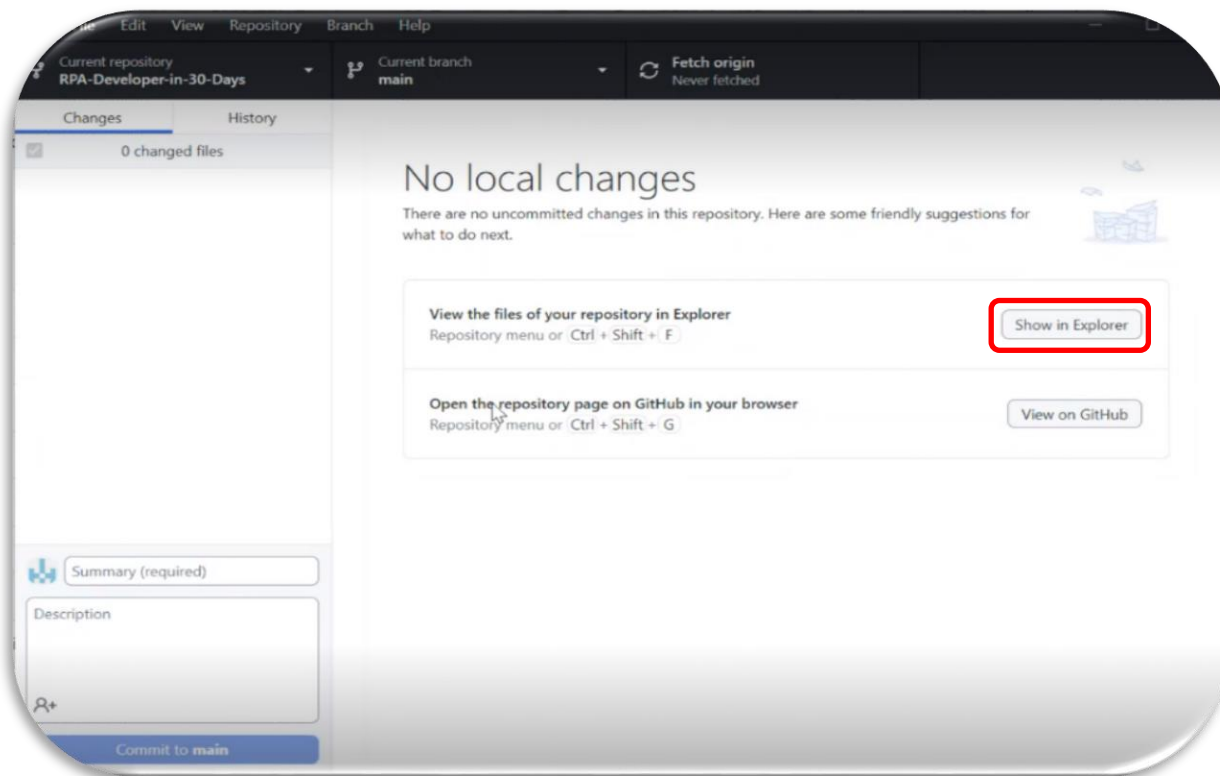 Edit View Repository Branch Help
Current repository
RPA-Developer-in-30-Days
Current branch
main
Fetch origin
Never fetched
Changes History
0 changed files
No local changes
There are no uncommitted changes in this repository. Here are some friendly suggestions for
what to do next.
View the files of your repository in Explorer
Repository menu or Ctrl + Shift + F
Show in Explorer
Open the repository page on GitHub in your browser
Repository menu or Ctrl + Shift + G
View on GitHub
Summary (required)
Description
Commit to main